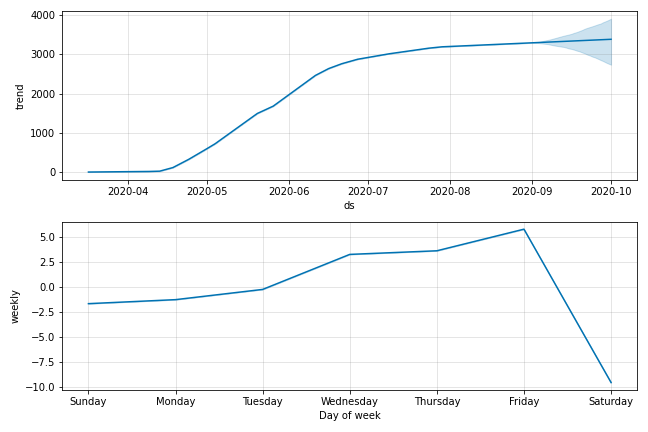 4000
3000
2000
1000
0
trend
2020-04 2020-05 2020-06 2020-07 2020-08 2020-09 2020-10
ds
5.0
2.5
0.0
−2.5
−5.0
−7.5
−10.0
weekly
Sunday Monday Tuesday Wednesday Thursday Friday Saturday
Day of week